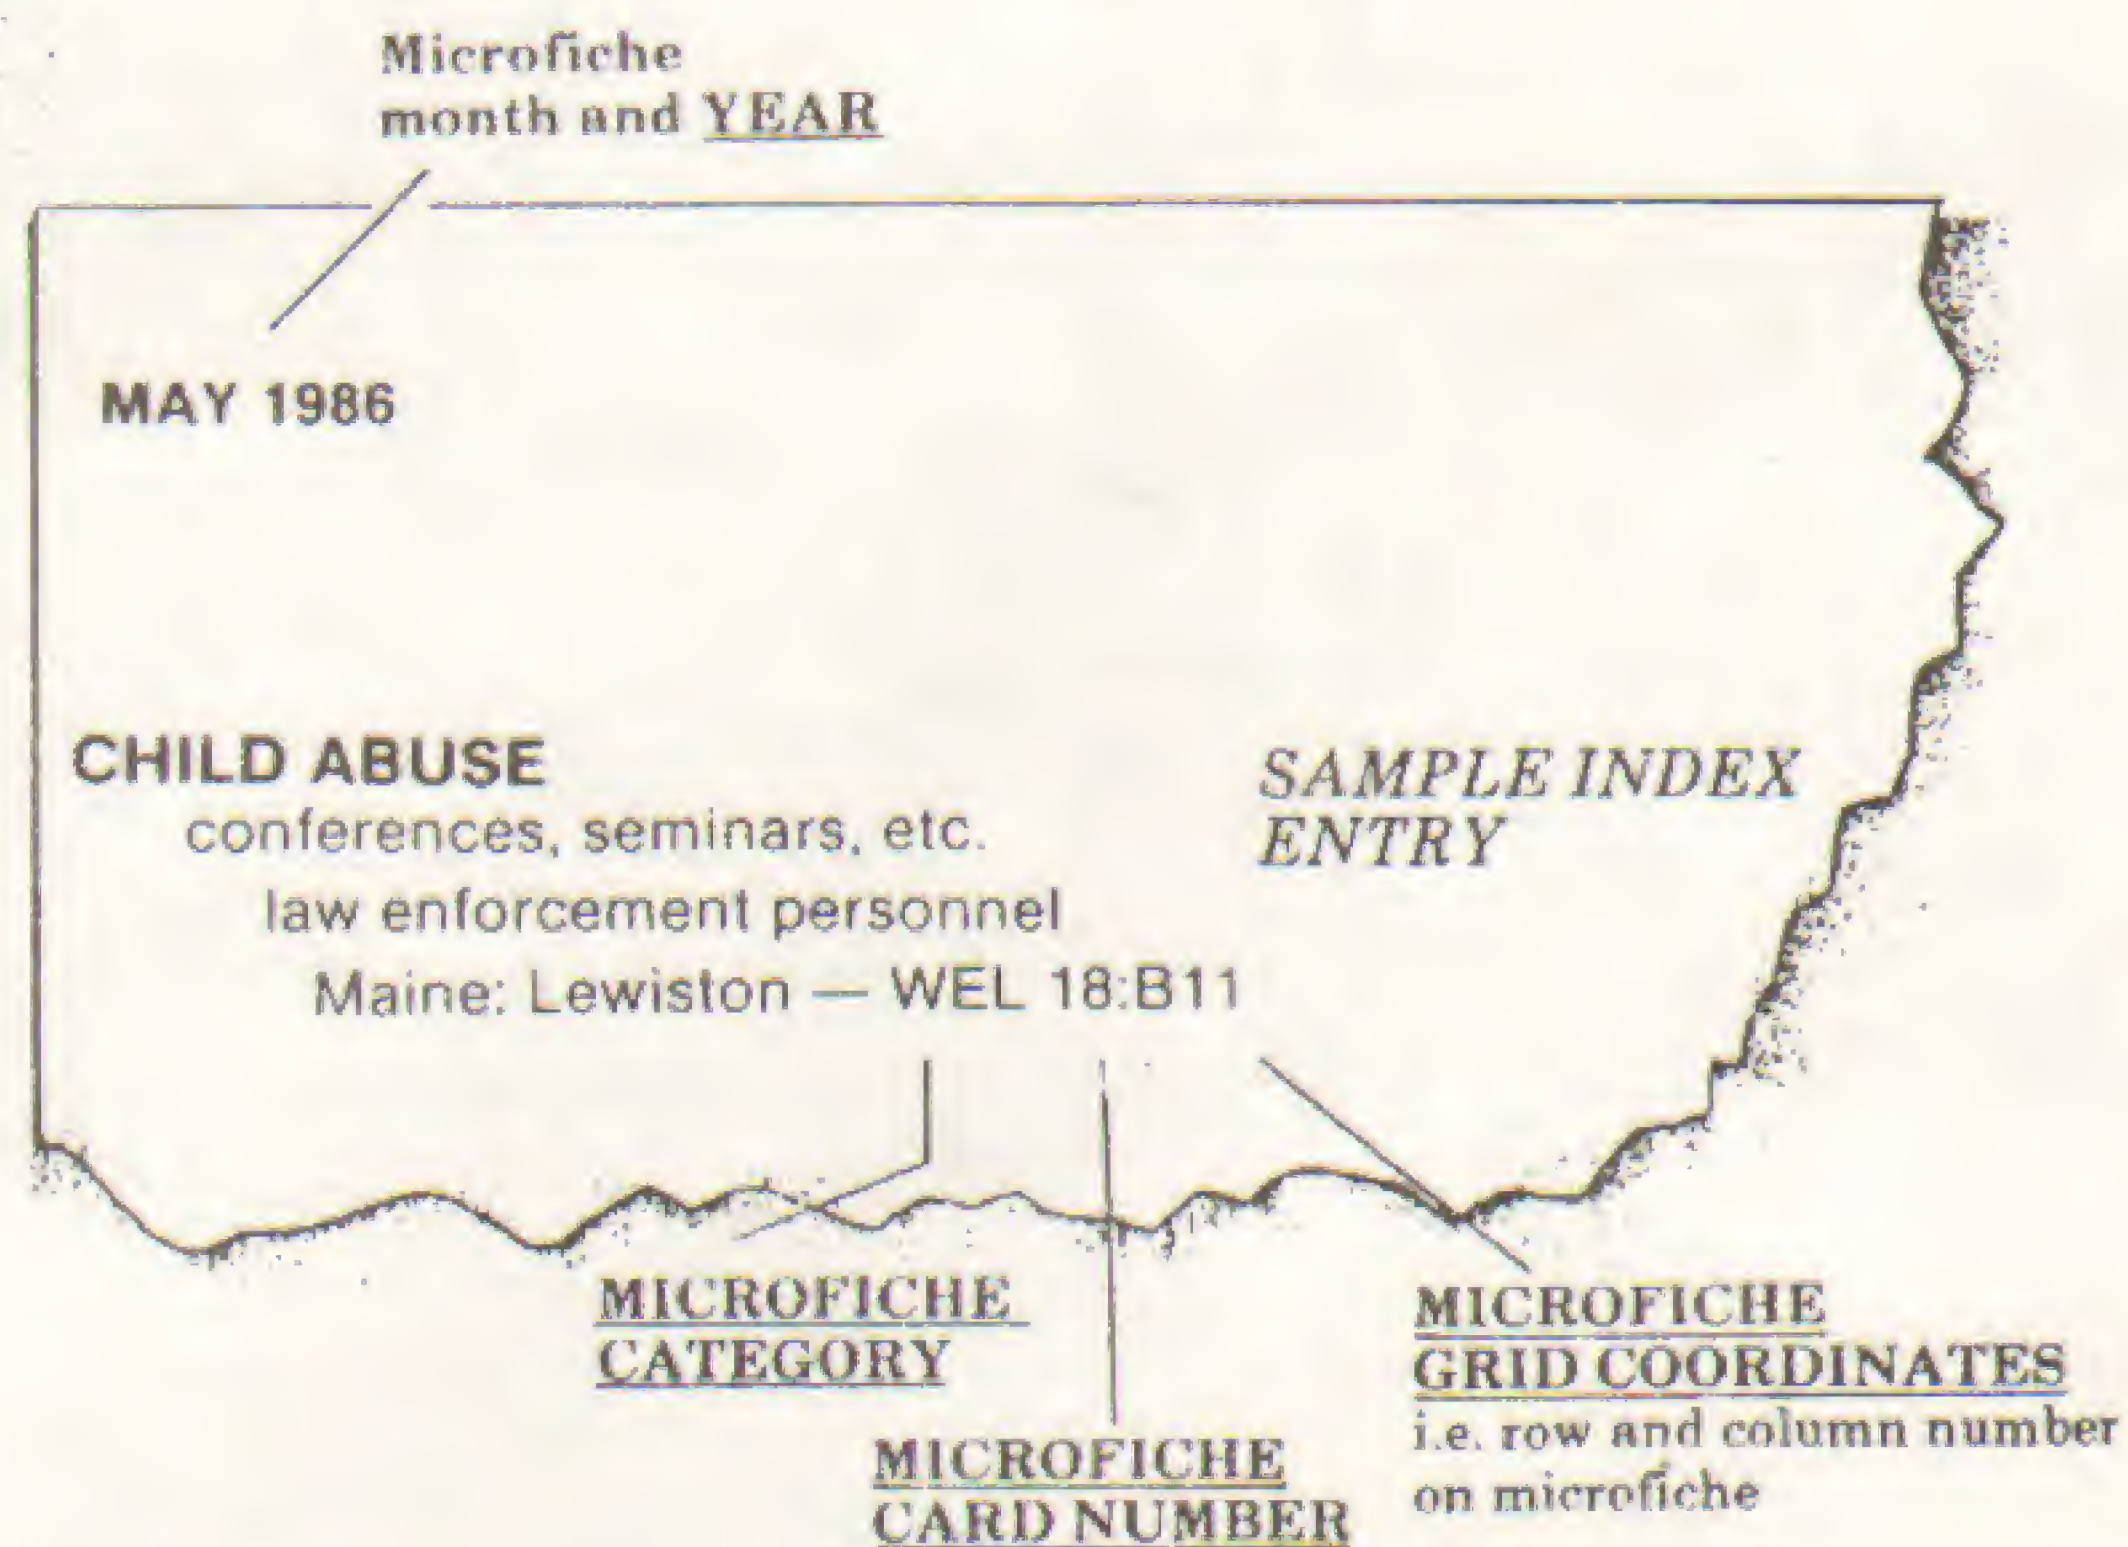 Microfiche
month and YEAR
MAY 1986
CHILD ABUSE
conferences, seminars, etc.
law enforcement personnel
Maine: Lewiston — WEL 18:B11
SAMPLE INDEX
ENTRY
MICROFICHE
CATEGORY
MICROFICHE
CARD NUMBER
MICROFICHE
GRID COORDINATES
i.e. row and column number
on microfiche